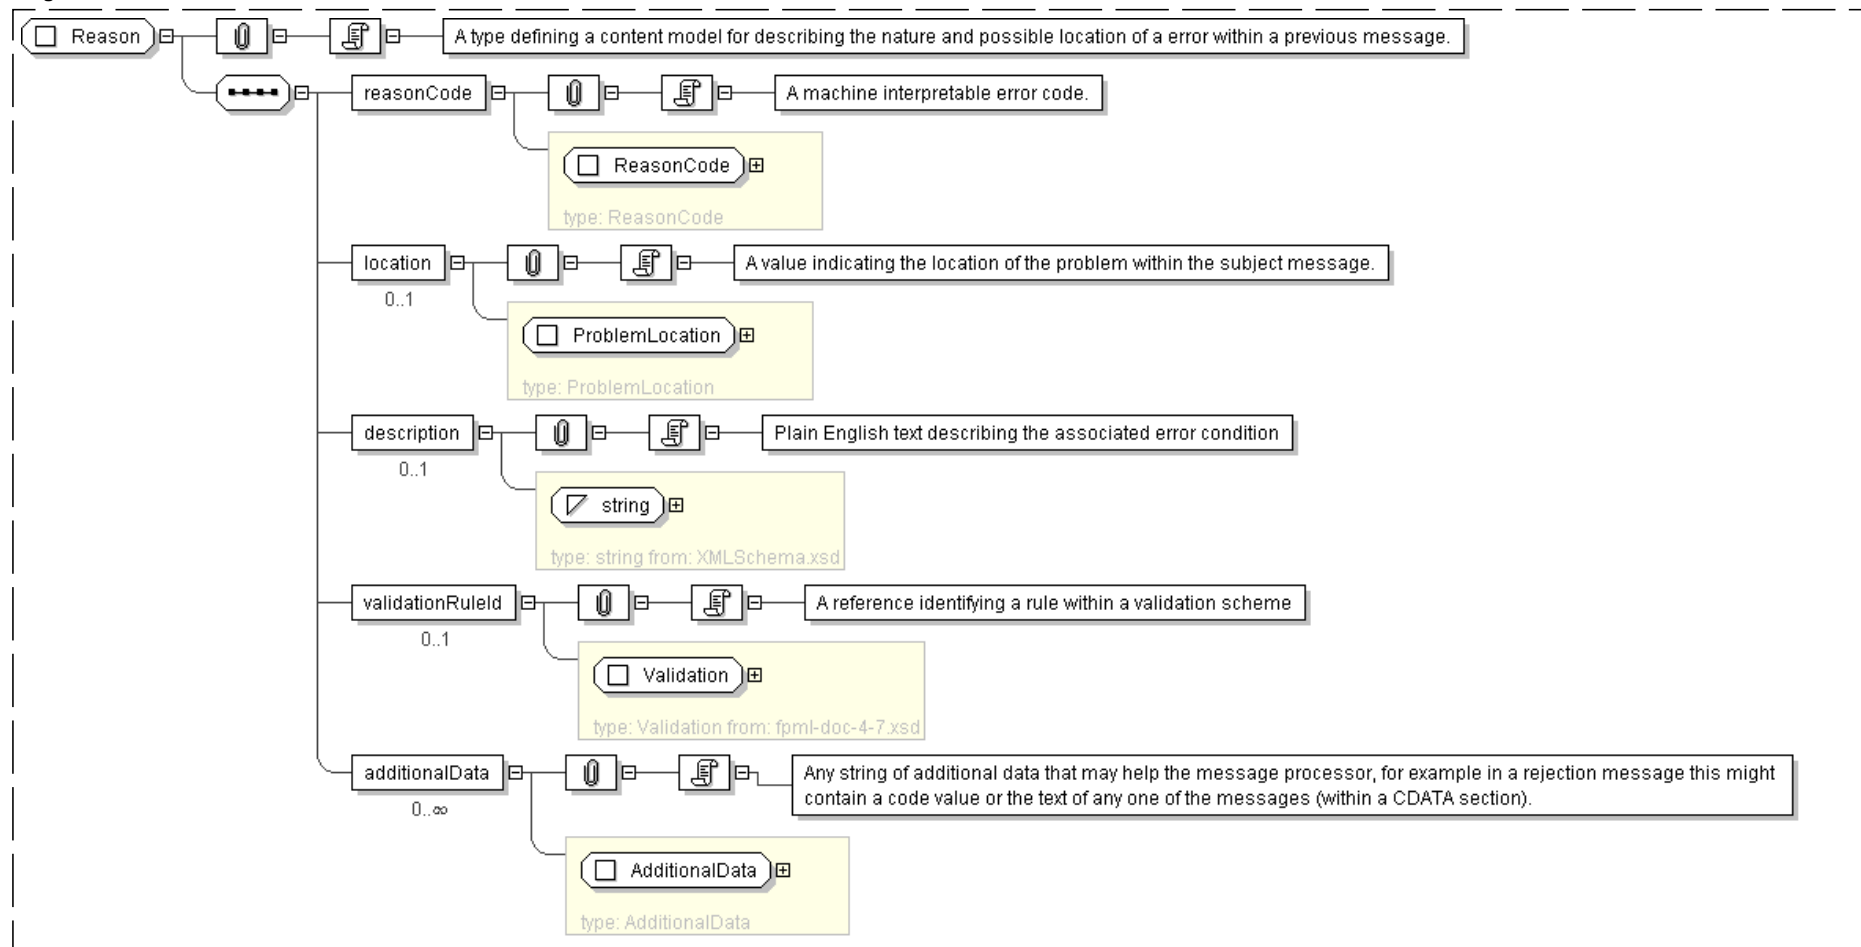 Reason
A type defining a content model for describing the nature and possible location of a error within a previous message.
reasonCode
A machine interpretable error code.
ReasonCode
type: ReasonCode
location
A value indicating the location of the problem within the subject message.
0..1
ProblemLocation
type: ProblemLocation
description
Plain English text describing the associated error condition
0..1
string
type: string from: XMLSchema.xsd
validationRuleId
A reference identifying a rule within a validation scheme
0..1
Validation
type: Validation from: fpml-doc-4-7.xsd
additionalData
Any string of additional data that may help the message processor, for example in a rejection message this might
contain a code value or the text of any one of the messages (within a CDATA section).
0..∞
AdditionalData
type: AdditionalData